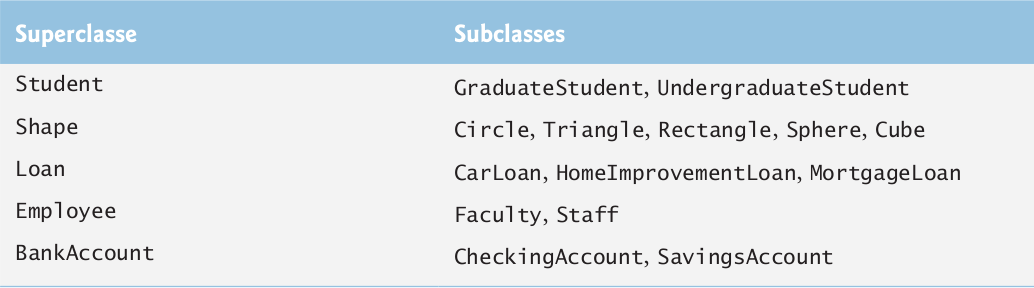 Superclasse Subclasses
Student GraduateStudent, UndergraduateStudent
Shape Circle, Triangle, Rectangle, Sphere, Cube
Loan CarLoan, HomeImprovementLoan, MortgageLoan
Employee Faculty, Staff
BankAccount CheckingAccount, SavingsAccount